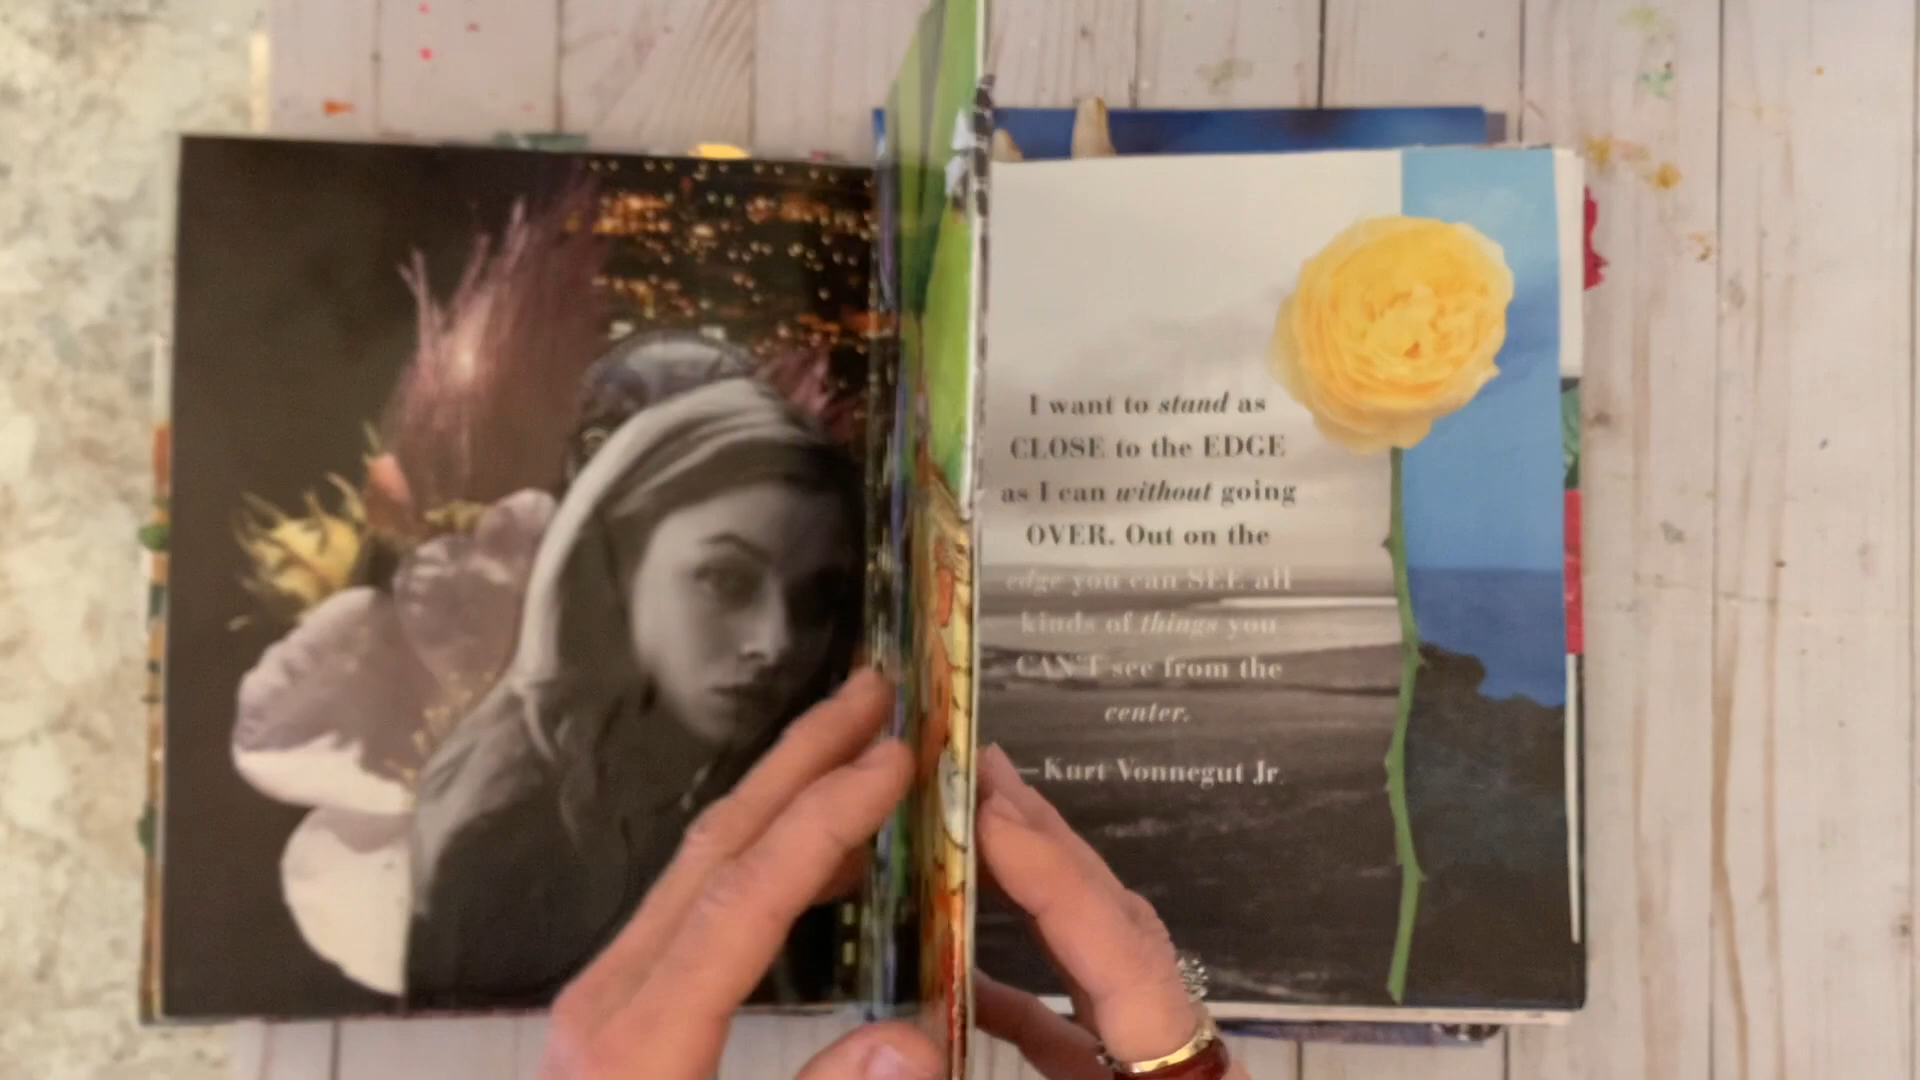 I want to stand as
CLOSE to the EDGE
as I can without going
OVER. Out on the
edge you can SEE all
kinds of things you
CAN'T see from the
center.
—Kurt Vonnegut Jr.